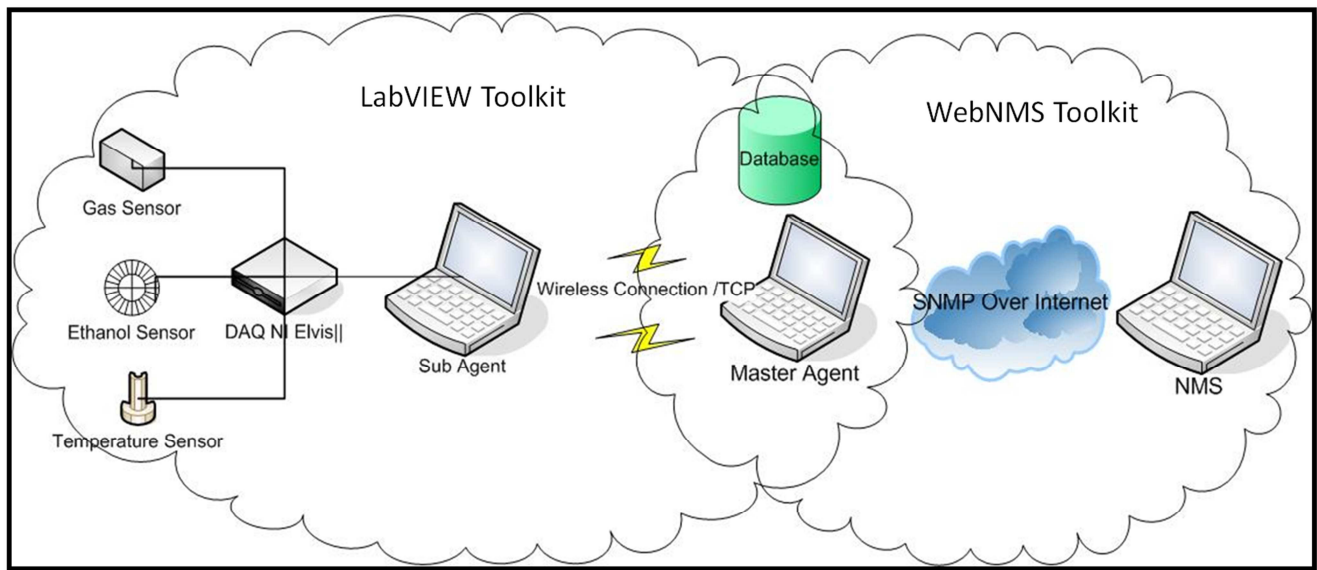 LabVIEW Toolkit
WebNMS Toolkit
Database
Gas Sensor
Ethanol Sensor
DAQ NI Elvis||
Temperature Sensor
Sub Agent
Wireless Connection /TCP
Master Agent
SNMP Over Internet
NMS